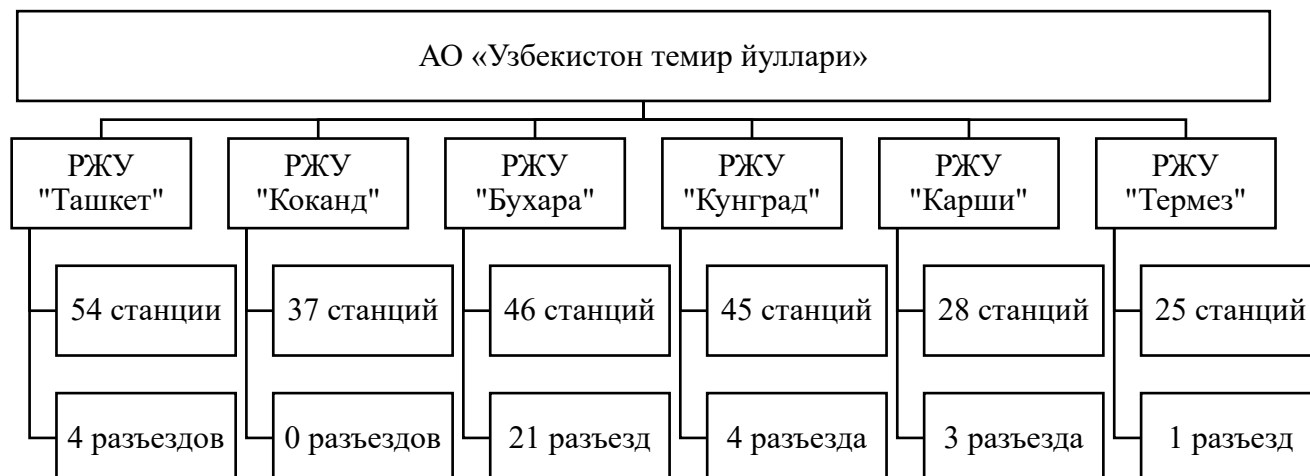 АО «Узбекистон темир йуллари»
РЖУ
"Ташкет"
РЖУ
"Коканд"
РЖУ
"Бухара"
РЖУ
"Кунград"
РЖУ
"Карши"
РЖУ
"Термез"
54 станции
37 станций
46 станций
45 станций
28 станций
25 станций
4 разъездов
0 разъездов
21 разъезд
4 разъезда
3 разъезда
1 разъезд